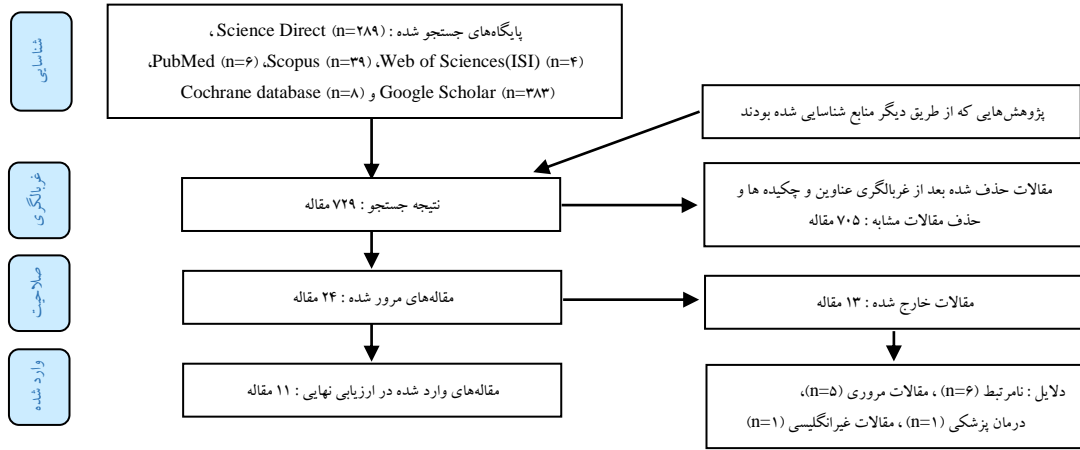 شناسایی
پایگاه‌های جستجو شده : Science Direct (n=۲۸۹) ،
PubMed (n=۶) ،Scopus (n=۳۹) ،Web of Sciences(ISI) (n=۴)،
Cochrane database (n=۸) و Google Scholar (n=۳۸۳)
پژوهش‌هایی که از طریق دیگر منابع شناسایی شده بودند
غربالگری
نتیجه جستجو : ۷۲۹ مقاله
مقالات حذف شده بعد از غربالگری عناوین و چکیده ها و
حذف مقالات مشابه : ۷۰۵ مقاله
صلاحیت
مقاله‌های مرور شده : ۲۴ مقاله
مقالات خارج شده : ۱۳ مقاله
وارد شده
مقاله‌های وارد شده در ارزیابی نهایی : ۱۱ مقاله
دلایل : نامرتبط (n=۶) ، مقالات مروری (n=۵)،
درمان پزشکی (n=۱) ، مقالات غیرانگلیسی (n=۱)